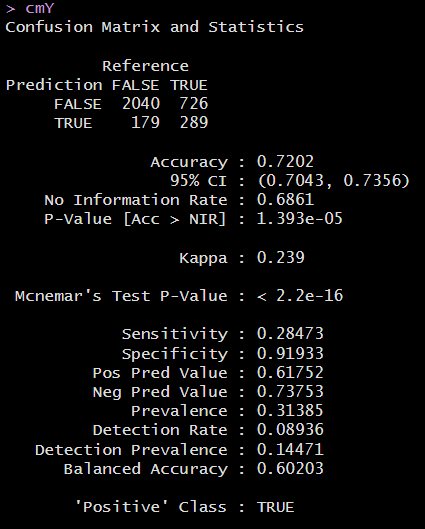 > cmY
Confusion Matrix and Statistics
Reference
Prediction FALSE TRUE
FALSE 2040 726
TRUE 179 289
Accuracy : 0.7202
95% CI : (0.7043, 0.7356)
No Information Rate : 0.6861
P-Value [Acc > NIR] : 1.393e-05
Kappa : 0.239
Mcnemar's Test P-Value : < 2.2e-16
Sensitivity : 0.28473
Specificity : 0.91933
Pos Pred Value : 0.61752
Neg Pred Value : 0.73753
Prevalence : 0.31385
Detection Rate : 0.08936
Detection Prevalence : 0.14471
Balanced Accuracy : 0.60203
'Positive' Class : TRUE